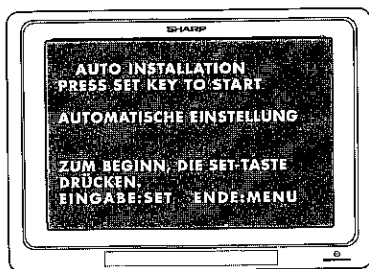 SHARP
AUTO INSTALLATION
PRESS SET KEY TO START
AUTOMATISCHE EINSTELLUNG
ZUM BEGINN, DIE SET-TASTE
DRÜCKEN.
EINGABE:SET ENDE:MENU